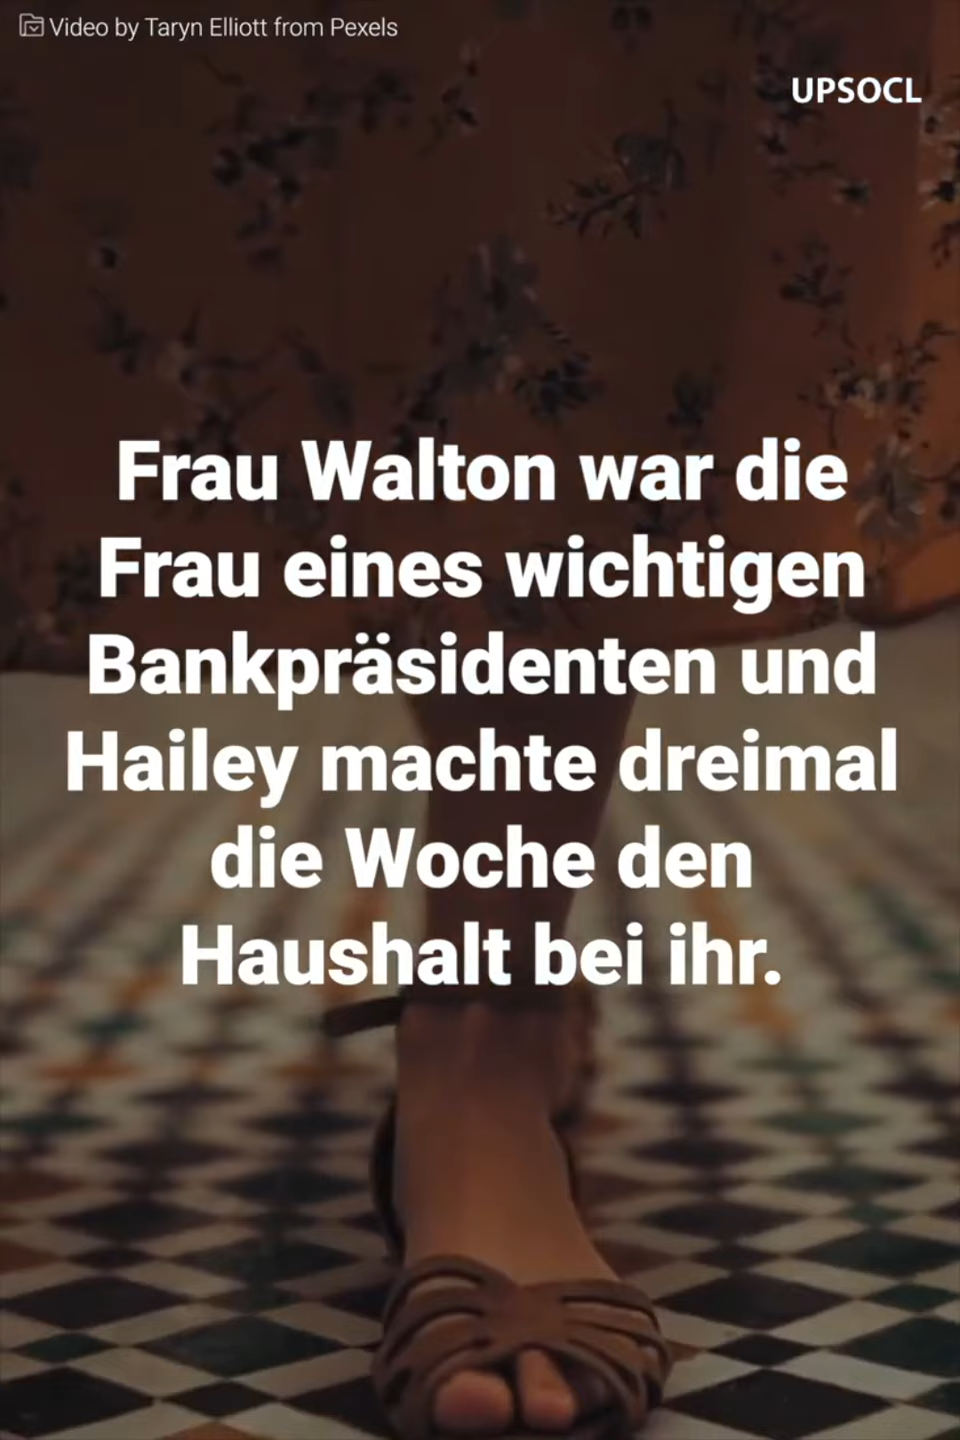 Video by Taryn Elliott from Pexels
UPSOCL
Frau Walton war die
Frau eines wichtigen
Bankpräsidenten und
Hailey machte dreimal
die Woche den
Haushalt bei ihr.